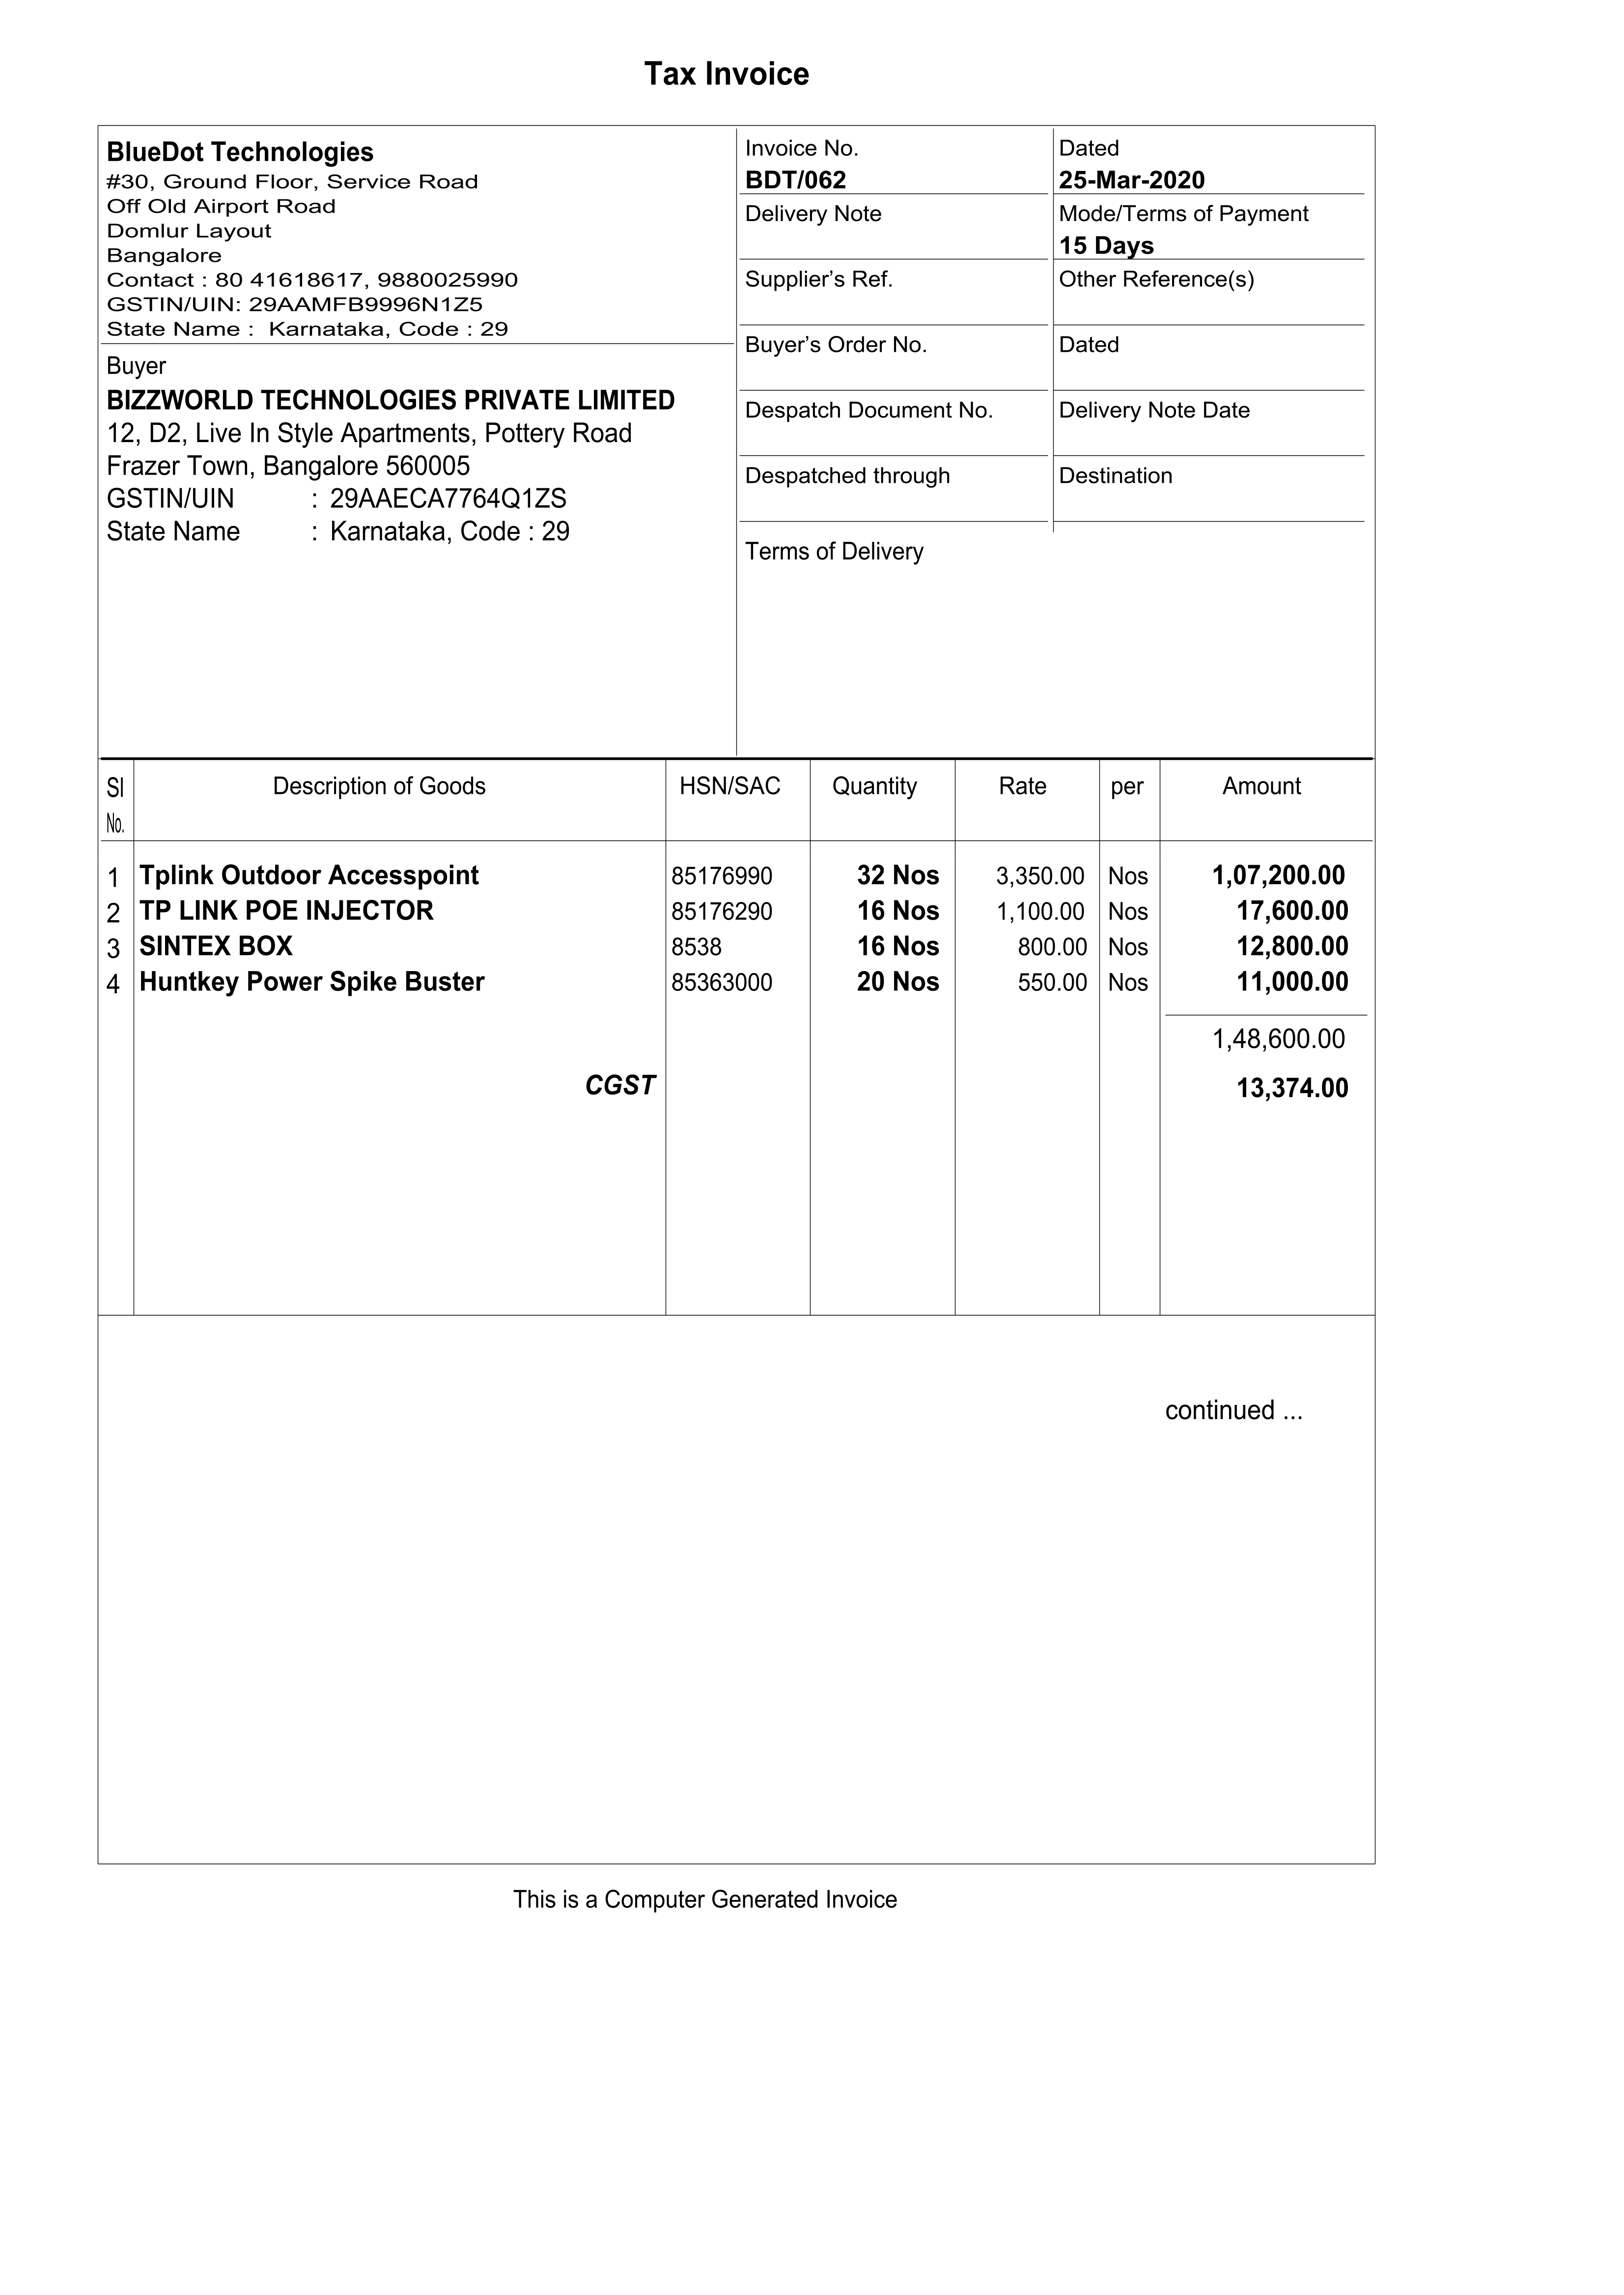 Tax Invoice
BlueDot Technologies
#30, Ground Floor, Service Road
Off Old Airport Road
Domlur Layout
Bangalore
Contact : 80 41618617, 9880025990
GSTIN/UIN: 29AAMFB9996N1Z5
State Name : Karnataka, Code : 29
Invoice No. Dated
BDT/062 25-Mar-2020
Delivery Note Mode/Terms of Payment
15 Days
Supplier’s Ref. Other Reference(s)
Buyer’s Order No. Dated
Despatch Document No. Delivery Note Date
Despatched through Destination
Terms of Delivery
Buyer
BIZZWORLD TECHNOLOGIES PRIVATE LIMITED
12, D2, Live In Style Apartments, Pottery Road
Frazer Town, Bangalore 560005
GSTIN/UIN : 29AAECA7764Q1ZS
State Name : Karnataka, Code : 29
Sl No. Description of Goods HSN/SAC Quantity Rate per Amount
1 Tplink Outdoor Accesspoint 85176990 32 Nos 3,350.00 Nos 1,07,200.00
2 TP LINK POE INJECTOR 85176290 16 Nos 1,100.00 Nos 17,600.00
3 SINTEX BOX 8538 16 Nos 800.00 Nos 12,800.00
4 Huntkey Power Spike Buster 85363000 20 Nos 550.00 Nos 11,000.00
1,48,600.00
CGST 13,374.00
continued ...
This is a Computer Generated Invoice